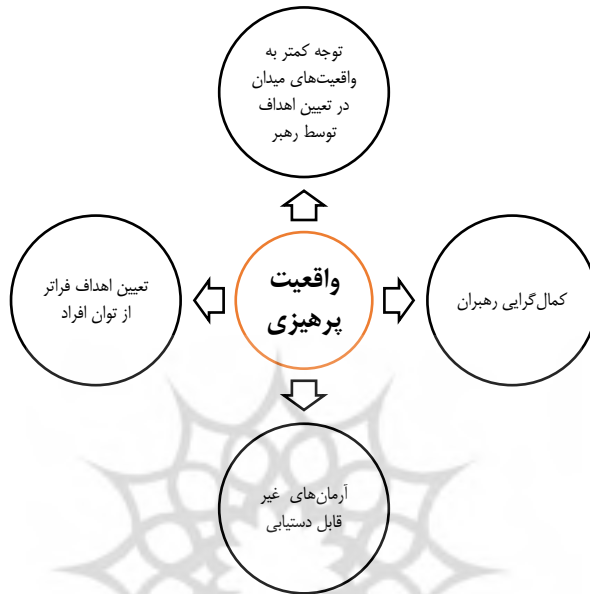 توجه کمتر به
واقعیت‌های میدان
در تعیین اهداف
توسط رهبر
کمال‌گرایی رهبران
واقعیت
پرهیزی
تعیین اهداف فراتر
از توان افراد
آرمان‌های غیر
قابل دستیابی